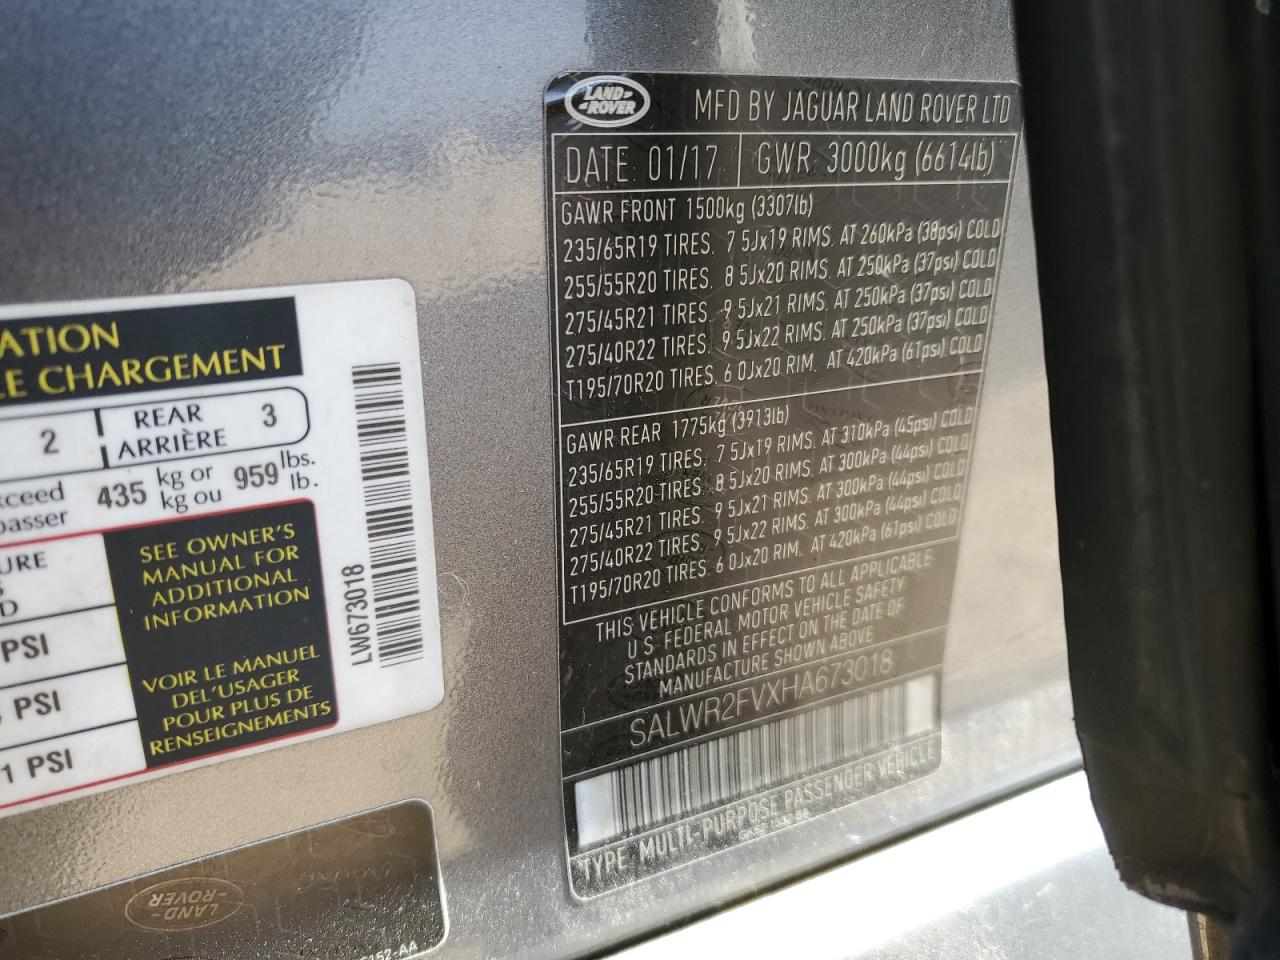 LAND-
-ROVER
MFD BY JAGUAR LAND ROVER LTD
DATE: 01/17
GWR 3000kg (6614lb)
GAWR FRONT 1500kg (3307lb)
235/65R19 TIRES. 7 5Jx19 RIMS. AT 260kPa (38psi) COLD
255/55R20 TIRES. 8 5Jx20 RIMS. AT 250kPa (37psi) COLD
275/45R21 TIRES. 9 5Jx21 RIMS. AT 250kPa (37psi) COLD
275/40R22 TIRES. 9 5Jx22 RIMS. AT 250kPa (37psi) COLD
T195/70R20 TIRES. 6 0Jx20 RIM. AT 420kPa (61psi) COLD
GAWR REAR 1775kg (3913lb)
235/65R19 TIRES. 7 5Jx19 RIMS. AT 310kPa (45psi) COLD
255/55R20 TIRES. 8 5Jx20 RIMS. AT 300kPa (44psi) COLD
275/45R21 TIRES. 9 5Jx21 RIMS. AT 300kPa (44psi) COLD
275/40R22 TIRES. 9 5Jx22 RIMS. AT 300kPa (44psi) COLD
T195/70R20 TIRES. 6 0Jx20 RIM. AT 420kPa (61psi) COLD
THIS VEHICLE CONFORMS TO ALL APPLICABLE
U.S. FEDERAL MOTOR VEHICLE SAFETY
STANDARDS IN EFFECT ON THE DATE OF
MANUFACTURE SHOWN ABOVE
SALWR2FVXHA673018
TYPE: MULTI-PURPOSE PASSENGER VEHICLE
ATION
LE CHARGEMENT
2
REAR
ARRIÈRE
3
xceed
passer
435
kg or
kg ou
959
lbs.
lb.
URE
S
D
PSI
PSI
1 PSI
SEE OWNER'S
MANUAL FOR
ADDITIONAL
INFORMATION
VOIR LE MANUEL
DEL'USAGER
POUR PLUS DE
RENSEIGNEMENTS
LW673018
LAND-
-ROVER
152-AA